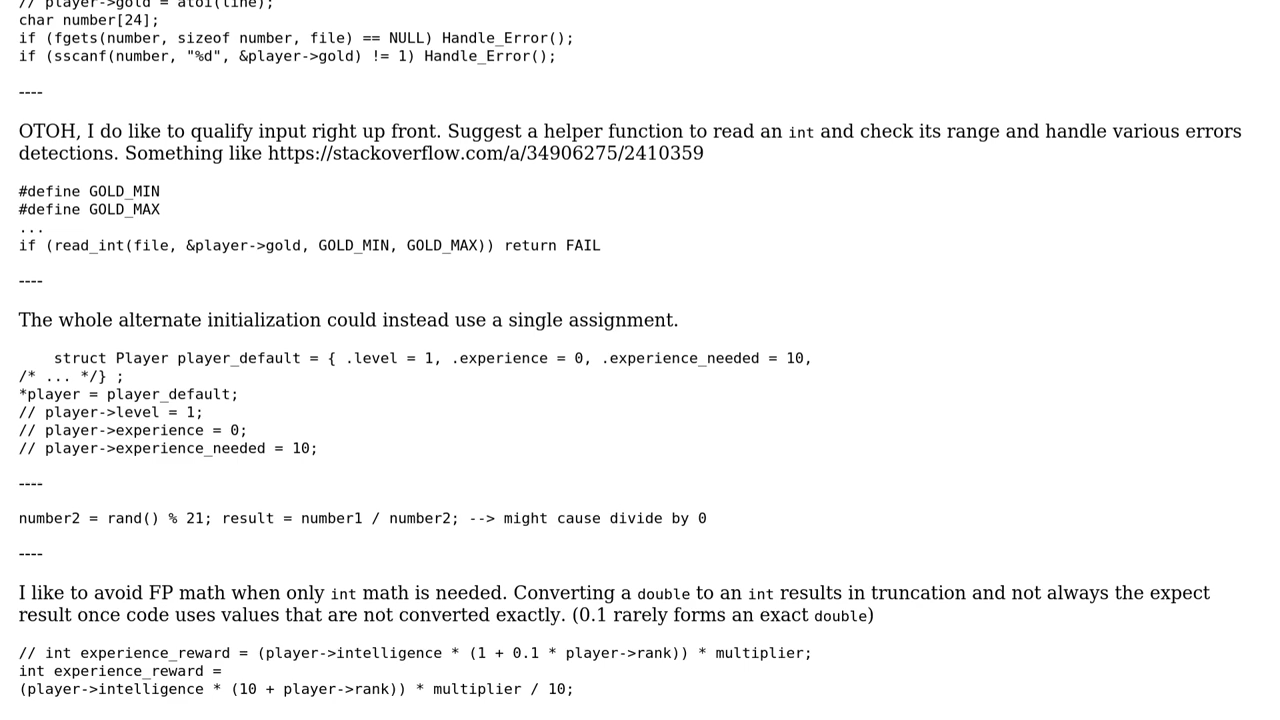 // player->gold = atoi(line);
char number[24];
if (fgets(number, sizeof number, file) == NULL) Handle_Error();
if (sscanf(number, "%d", &player->gold) != 1) Handle_Error();
----
OTOH, I do like to qualify input right up front. Suggest a helper function to read an int and check its range and handle various errors
detections. Something like https://stackoverflow.com/a/34906275/2410359
#define GOLD_MIN
#define GOLD_MAX
...
if (read_int(file, &player->gold, GOLD_MIN, GOLD_MAX)) return FAIL
----
The whole alternate initialization could instead use a single assignment.
struct Player player_default = { .level = 1, .experience = 0, .experience_needed = 10,
/* ... */} ;
*player = player_default;
// player->level = 1;
// player->experience = 0;
// player->experience_needed = 10;
----
number2 = rand() % 21; result = number1 / number2; --> might cause divide by 0
----
I like to avoid FP math when only int math is needed. Converting a double to an int results in truncation and not always the expect
result once code uses values that are not converted exactly. (0.1 rarely forms an exact double)
// int experience_reward = (player->intelligence * (1 + 0.1 * player->rank)) * multiplier;
int experience_reward =
(player->intelligence * (10 + player->rank)) * multiplier / 10;